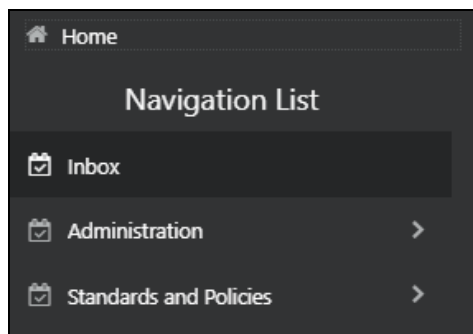 Home
Navigation List
Inbox
Administration
Standards and Policies